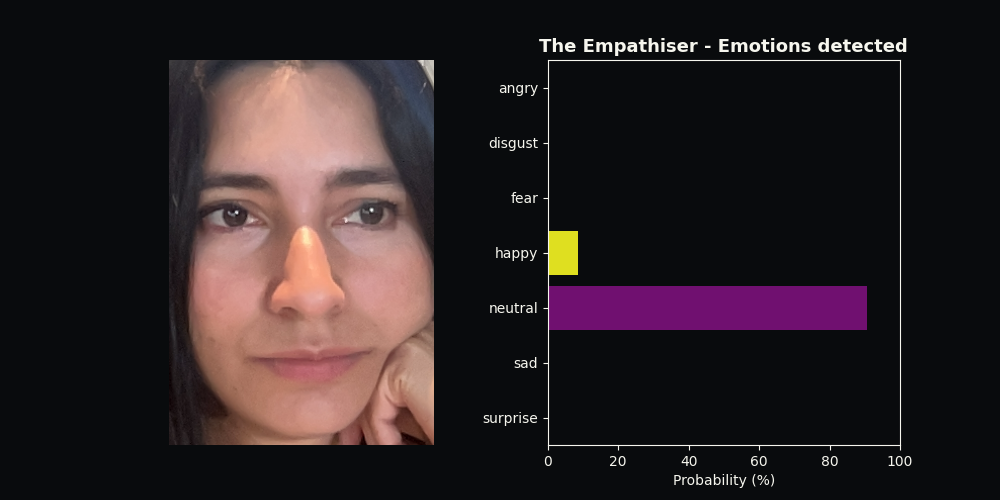 The Empathiser - Emotions detected
angry
disgust
fear
happy
neutral
sad
surprise
0 20 40 60 80 100
Probability (%)